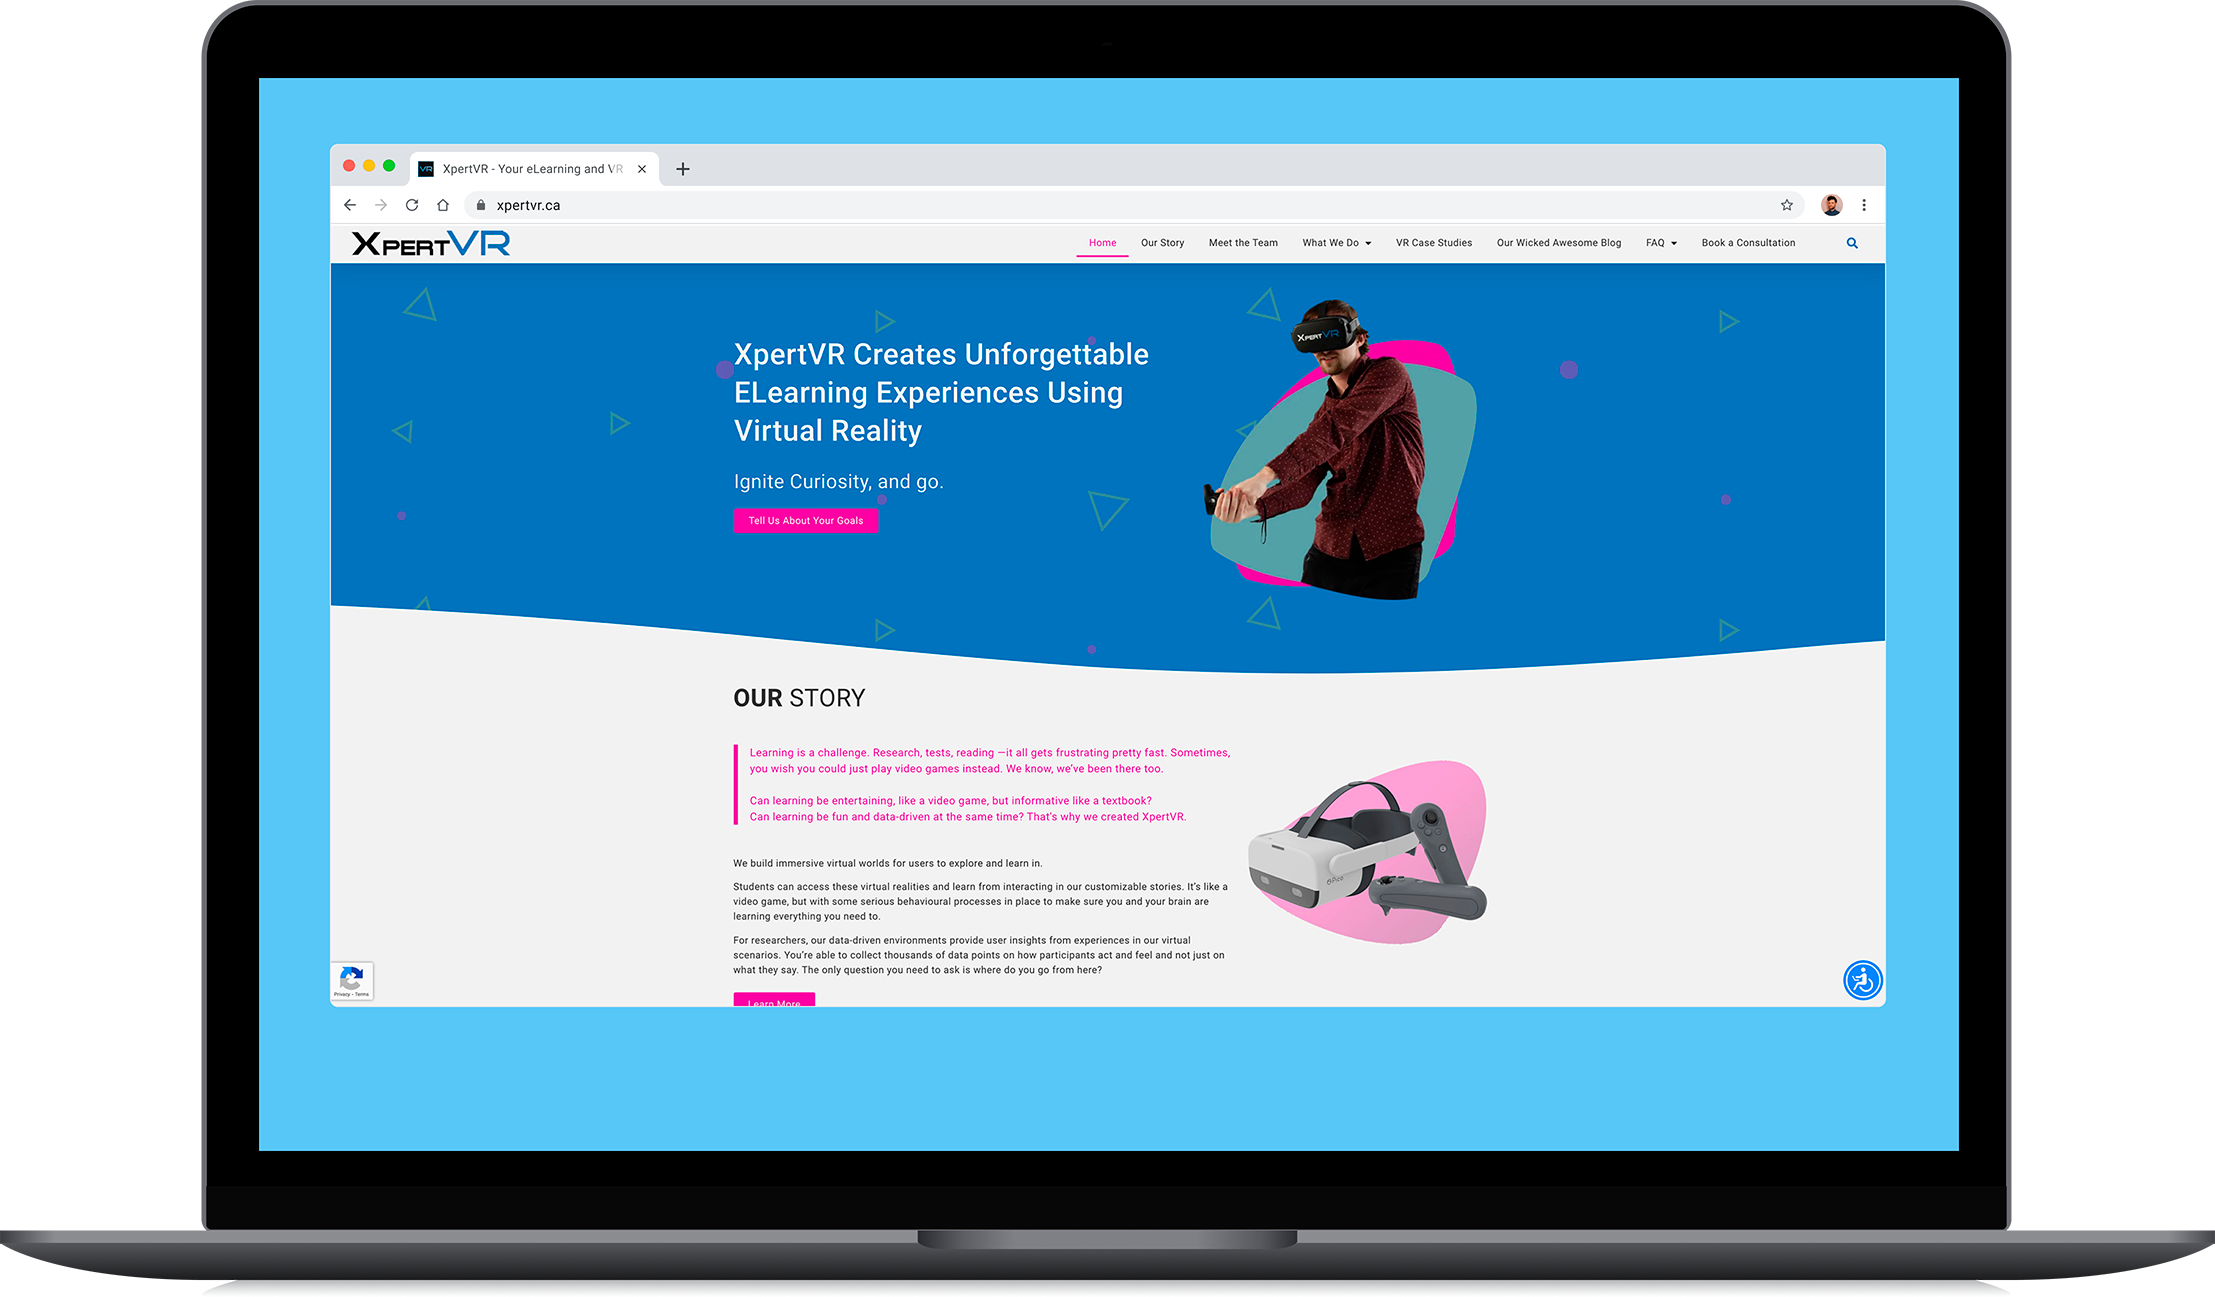 XpertVR - Your eLearning and VR
xpertvr.ca
XPERTVR
Home Our Story Meet the Team What We Do VR Case Studies Our Wicked Awesome Blog FAQ Book a Consultation
XPERTVR
XpertVR Creates Unforgettable
ELearning Experiences Using
Virtual Reality
Ignite Curiosity, and go.
Tell Us About Your Goals
OUR STORY
Learning is a challenge. Research, tests, reading —it all gets frustrating pretty fast. Sometimes,
you wish you could just play video games instead. We know, we've been there too.
Can learning be entertaining, like a video game, but informative like a textbook?
Can learning be fun and data-driven at the same time? That's why we created XpertVR.
We build immersive virtual worlds for users to explore and learn in.
Students can access these virtual realities and learn from interacting in our customizable stories. It's like a
video game, but with some serious behavioural processes in place to make sure you and your brain are
learning everything you need to.
For researchers, our data-driven environments provide user insights from experiences in our virtual
scenarios. You're able to collect thousands of data points on how participants act and feel and not just on
what they say. The only question you need to ask is where do you go from here?
Learn More
Pico
Privacy - Terms
VR